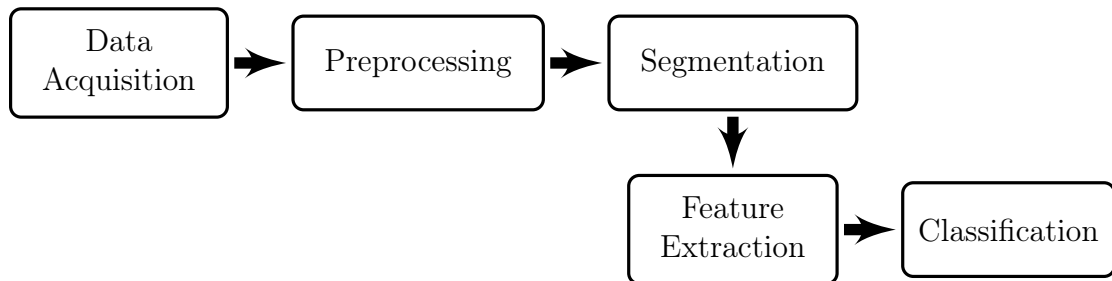 Data
Acquisition
Preprocessing
Segmentation
Feature
Extraction
Classification